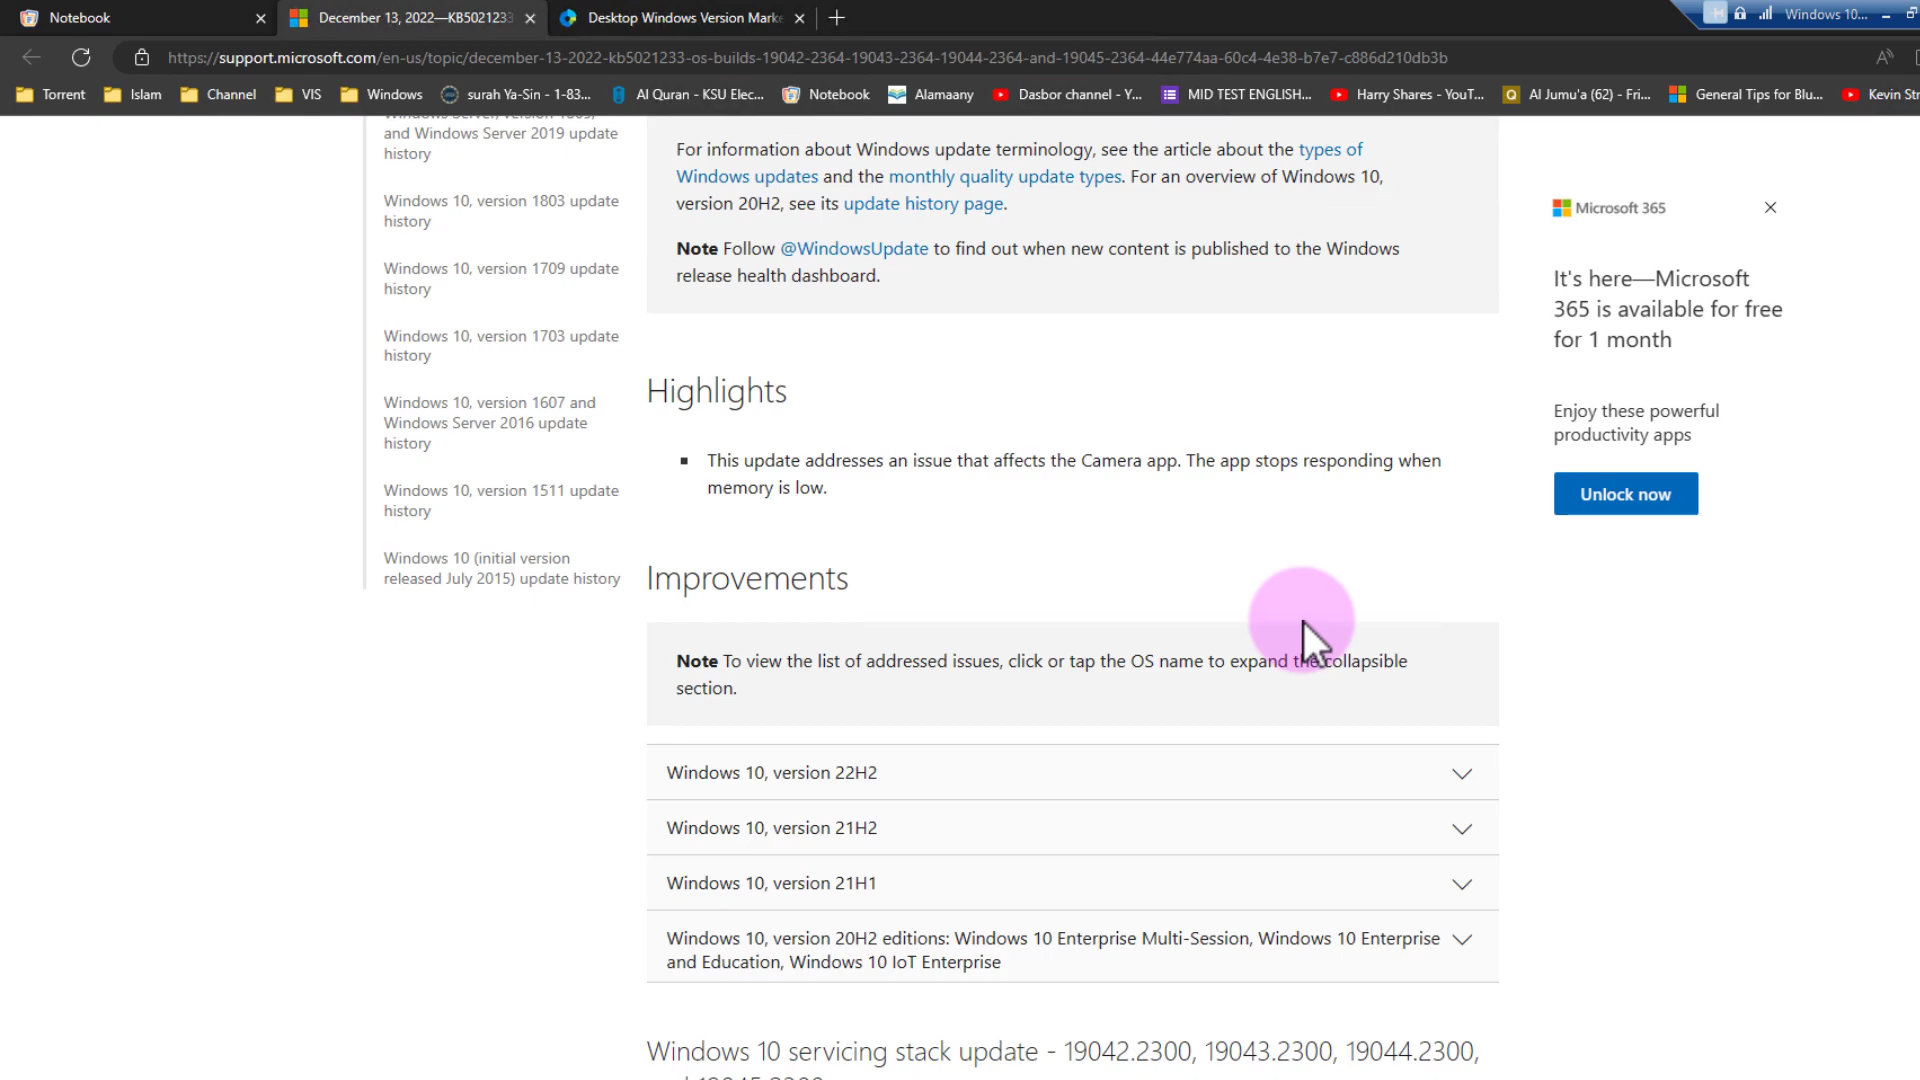 Notebook
December 13, 2022—KB5021233
Desktop Windows Version Marke
Windows 10...
https://support.microsoft.com/en-us/topic/december-13-2022-kb5021233-os-builds-19042-2364-19043-2364-19044-2364-and-19045-2364-44e774aa-60c4-4e38-b7e7-c886d210db3b
Torrent
Islam
Channel
VIS
Windows
surah Ya-Sin - 1-83...
Al Quran - KSU Elec...
Notebook
Alamaany
Dasbor channel - Y...
MID TEST ENGLISH...
Harry Shares - YouT...
Al Jumu'a (62) - Fri...
General Tips for Blu...
Kevin Str
Windows Server, version 1809,
and Windows Server 2019 update
history
Windows 10, version 1803 update
history
Windows 10, version 1709 update
history
Windows 10, version 1703 update
history
Windows 10, version 1607 and
Windows Server 2016 update
history
Windows 10, version 1511 update
history
Windows 10 (initial version
released July 2015) update history
For information about Windows update terminology, see the article about the types of
Windows updates and the monthly quality update types. For an overview of Windows 10,
version 20H2, see its update history page.
Note Follow @WindowsUpdate to find out when new content is published to the Windows
release health dashboard.
Highlights
This update addresses an issue that affects the Camera app. The app stops responding when
memory is low.
Improvements
Note To view the list of addressed issues, click or tap the OS name to expand the collapsible
section.
Windows 10, version 22H2
Windows 10, version 21H2
Windows 10, version 21H1
Windows 10, version 20H2 editions: Windows 10 Enterprise Multi-Session, Windows 10 Enterprise
and Education, Windows 10 IoT Enterprise
Windows 10 servicing stack update - 19042.2300, 19043.2300, 19044.2300,
and 19045.2300
Microsoft 365
It's here—Microsoft
365 is available for free
for 1 month
Enjoy these powerful
productivity apps
Unlock now